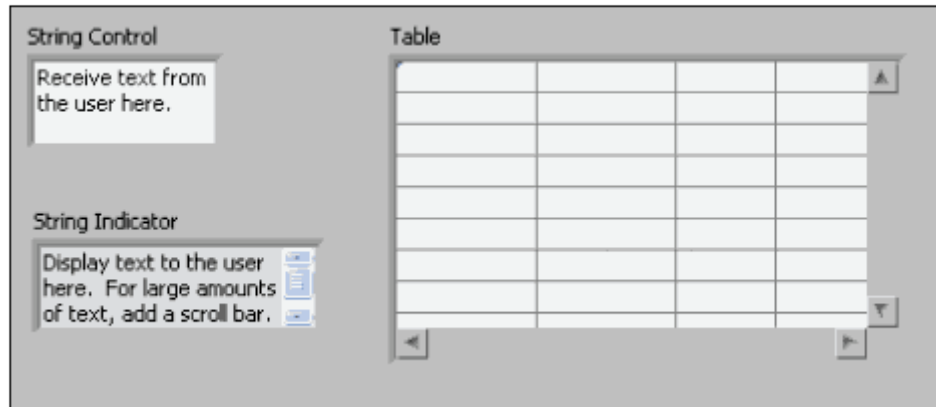 String Control
Receive text from
the user here.
Table
String Indicator
Display text to the user
here. For large amounts
of text, add a scroll bar.